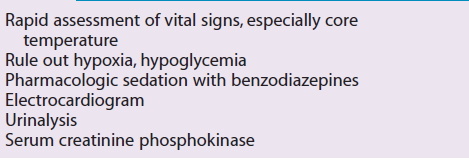 Rapid assessment of vital signs, especially core
temperature
Rule out hypoxia, hypoglycemia
Pharmacologic sedation with benzodiazepines
Electrocardiogram
Urinalysis
Serum creatinine phosphokinase